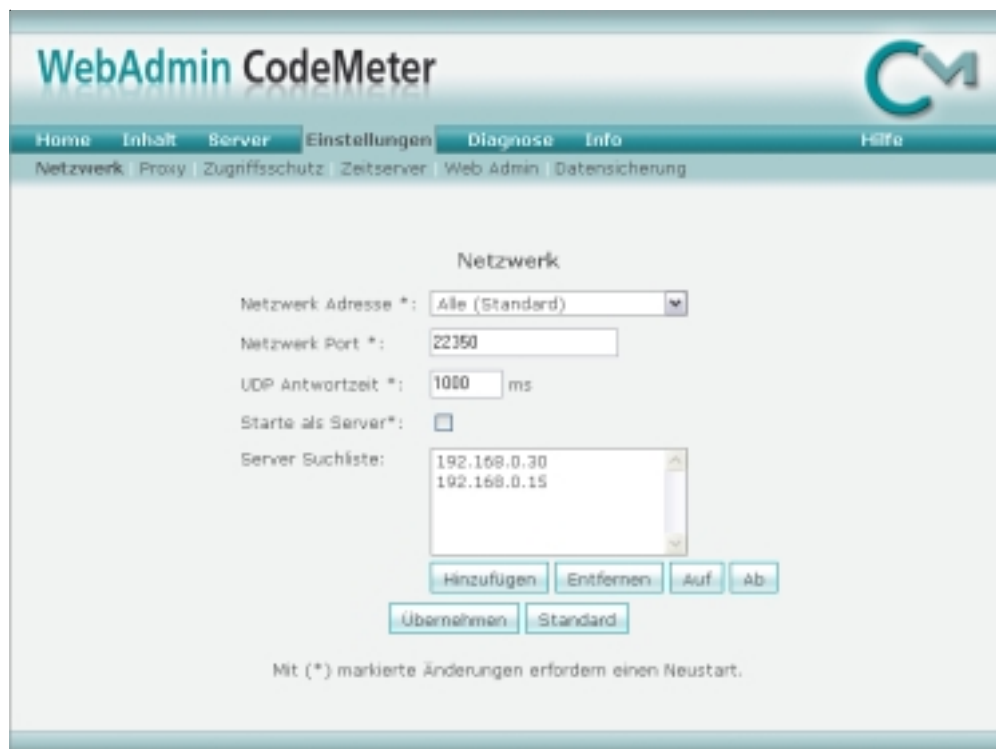 WebAdmin CodeMeter
CM
Home Inhalt Server Einstellungen Diagnose Info Hilfe
Netzwerk | Proxy | Zugriffsschutz | Zeitserver | Web Admin | Datensicherung
Netzwerk
Netzwerk Adresse *: Alle (Standard)
Netzwerk Port *: 22350
UDP Antwortzeit *: 1000 ms
Starte als Server*:
Server Suchliste: 192.168.0.30
192.168.0.15
Hinzufügen Entfernen Auf Ab
Übernehmen Standard
Mit (*) markierte Änderungen erfordern einen Neustart.